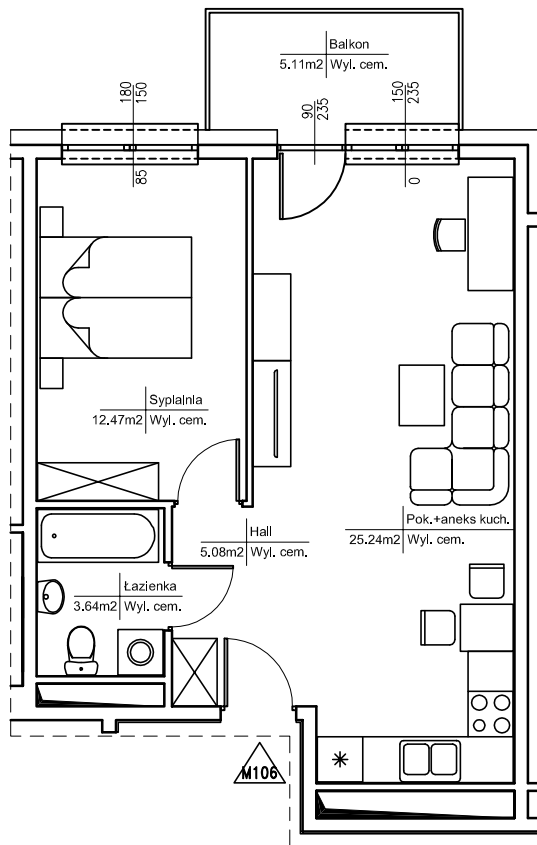 Balkon
5.11m2 Wyl. cem.
180
150
90
235
150
235
85
0
Sypialnia
12.47m2 Wyl. cem.
Hall
5.08m2 Wyl. cem.
Pok.+aneks kuch.
25.24m2 Wyl. cem.
Łazienka
3.64m2 Wyl. cem.
M106